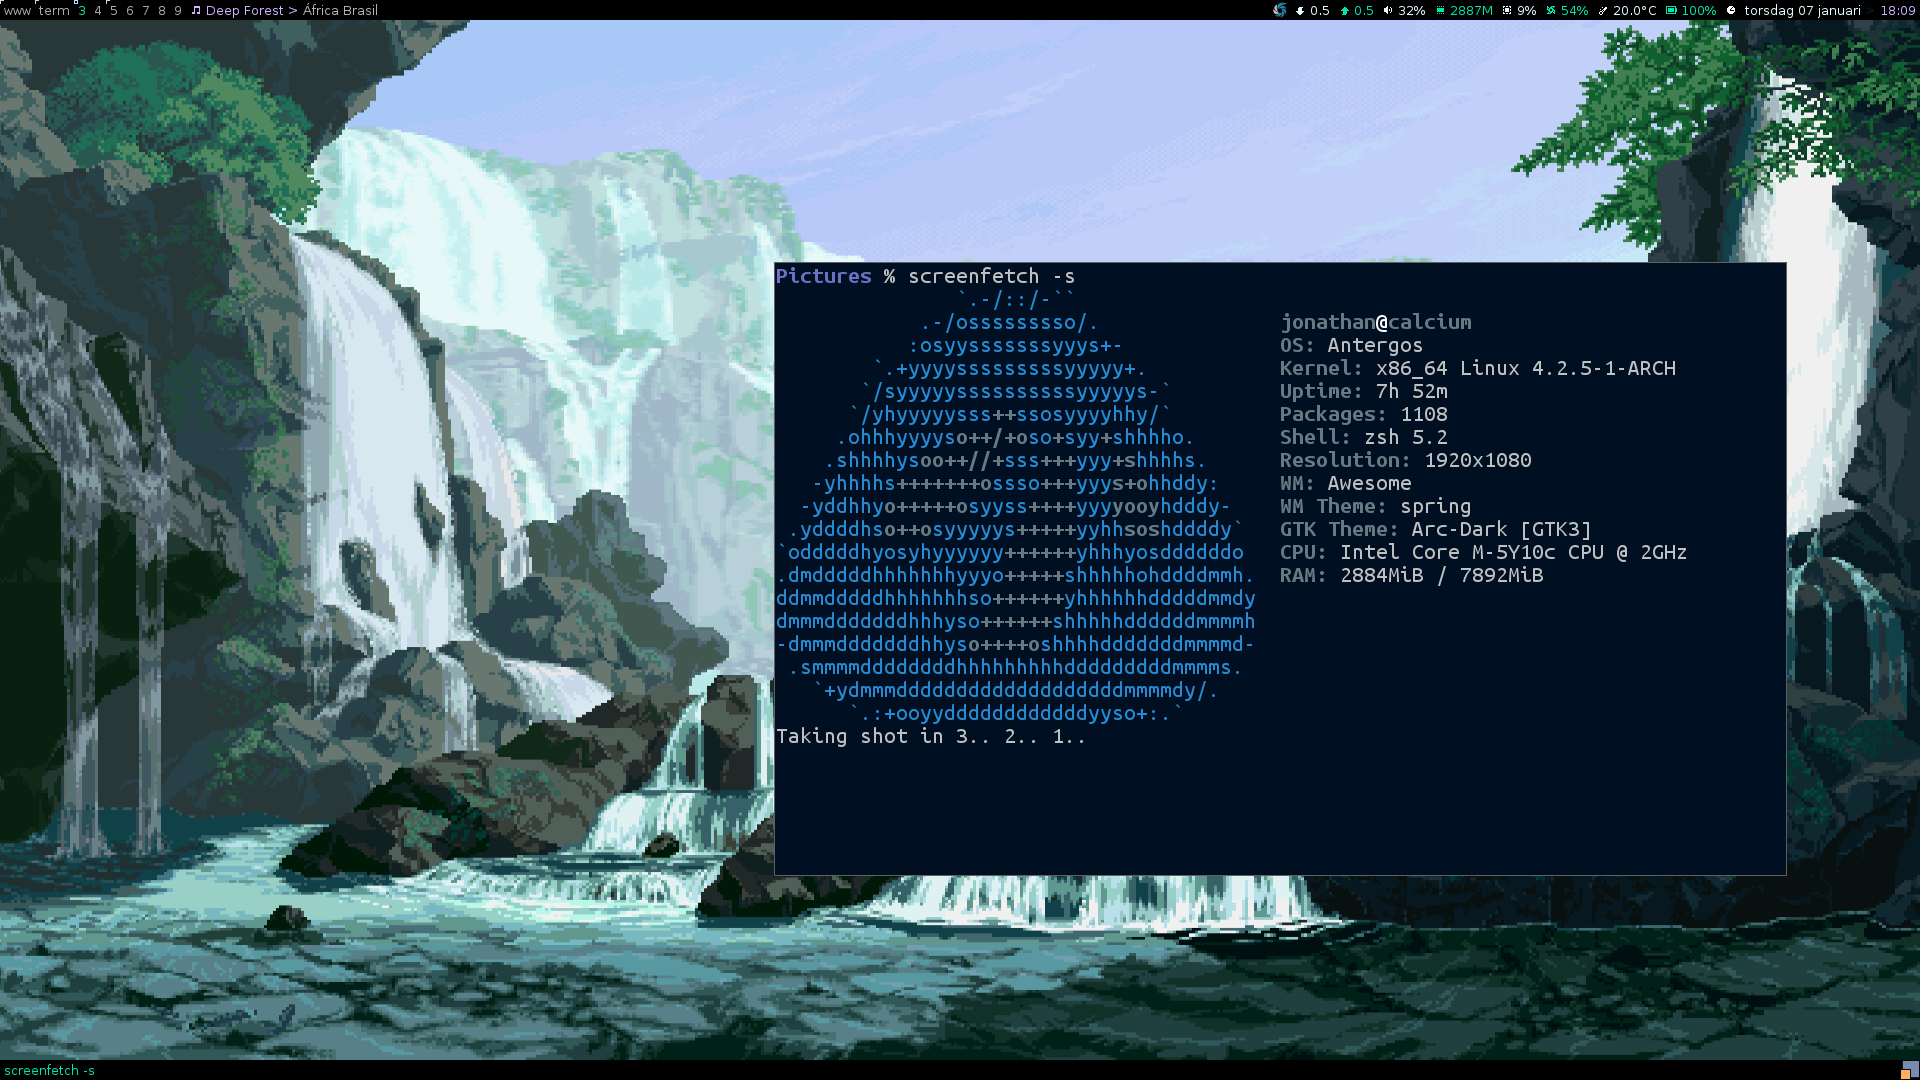 www term 3 4 5 6 7 8 9 Deep Forest > África Brasil 0.5 0.5 32% 2887M 9% 54% 20.0°C 100% torsdag 07 januari > 18:09
Pictures % screenfetch -s
`.-/::/-``
.-/osssssssso/.
jonathan@calcium
:osyysssssssyyys+-
OS: Antergos
`.+yyyysssssssssyyyyy+.
Kernel: x86_64 Linux 4.2.5-1-ARCH
`/syyyyyssssssssssyyyyys-`
Uptime: 7h 52m
`/yhyyyyysss++ssosyyyyhhy/`
Packages: 1108
.ohhhyyyyso++/+oso+syy+shhhho.
Shell: zsh 5.2
.shhhhysoo++//+sss+++yyy+shhhhs.
Resolution: 1920x1080
-yhhhhs+++++++ossso+++yyys+ohhddy:
WM: Awesome
-yddhhyo+++++osyyss++++yyyyooyhdddy-
WM Theme: spring
.yddddhso++osyyyyys+++++yyhhsoshddddy`
GTK Theme: Arc-Dark [GTK3]
`odddddhyosyhyyyyyy++++++yhhhyosddddddo
CPU: Intel Core M-5Y10c CPU @ 2GHz
.dmdddddhhhhhhhyyyo+++++shhhhhohddddmmh.
RAM: 2884MiB / 7892MiB
ddmmdddddhhhhhhhso++++++yhhhhhhdddddmmdy
dmmmdddddddhhhyso++++++shhhhhddddddmmmmh
-dmmmdddddddhhyso++++oshhhhdddddddmmmmd-
.smmmmddddddddhhhhhhhhhdddddddddmmmms.
`+ydmmmdddddddddddddddddddmmmmdy/.
`.:+ooyyddddddddddddyyso+:.`
Taking shot in 3.. 2.. 1..
screenfetch -s